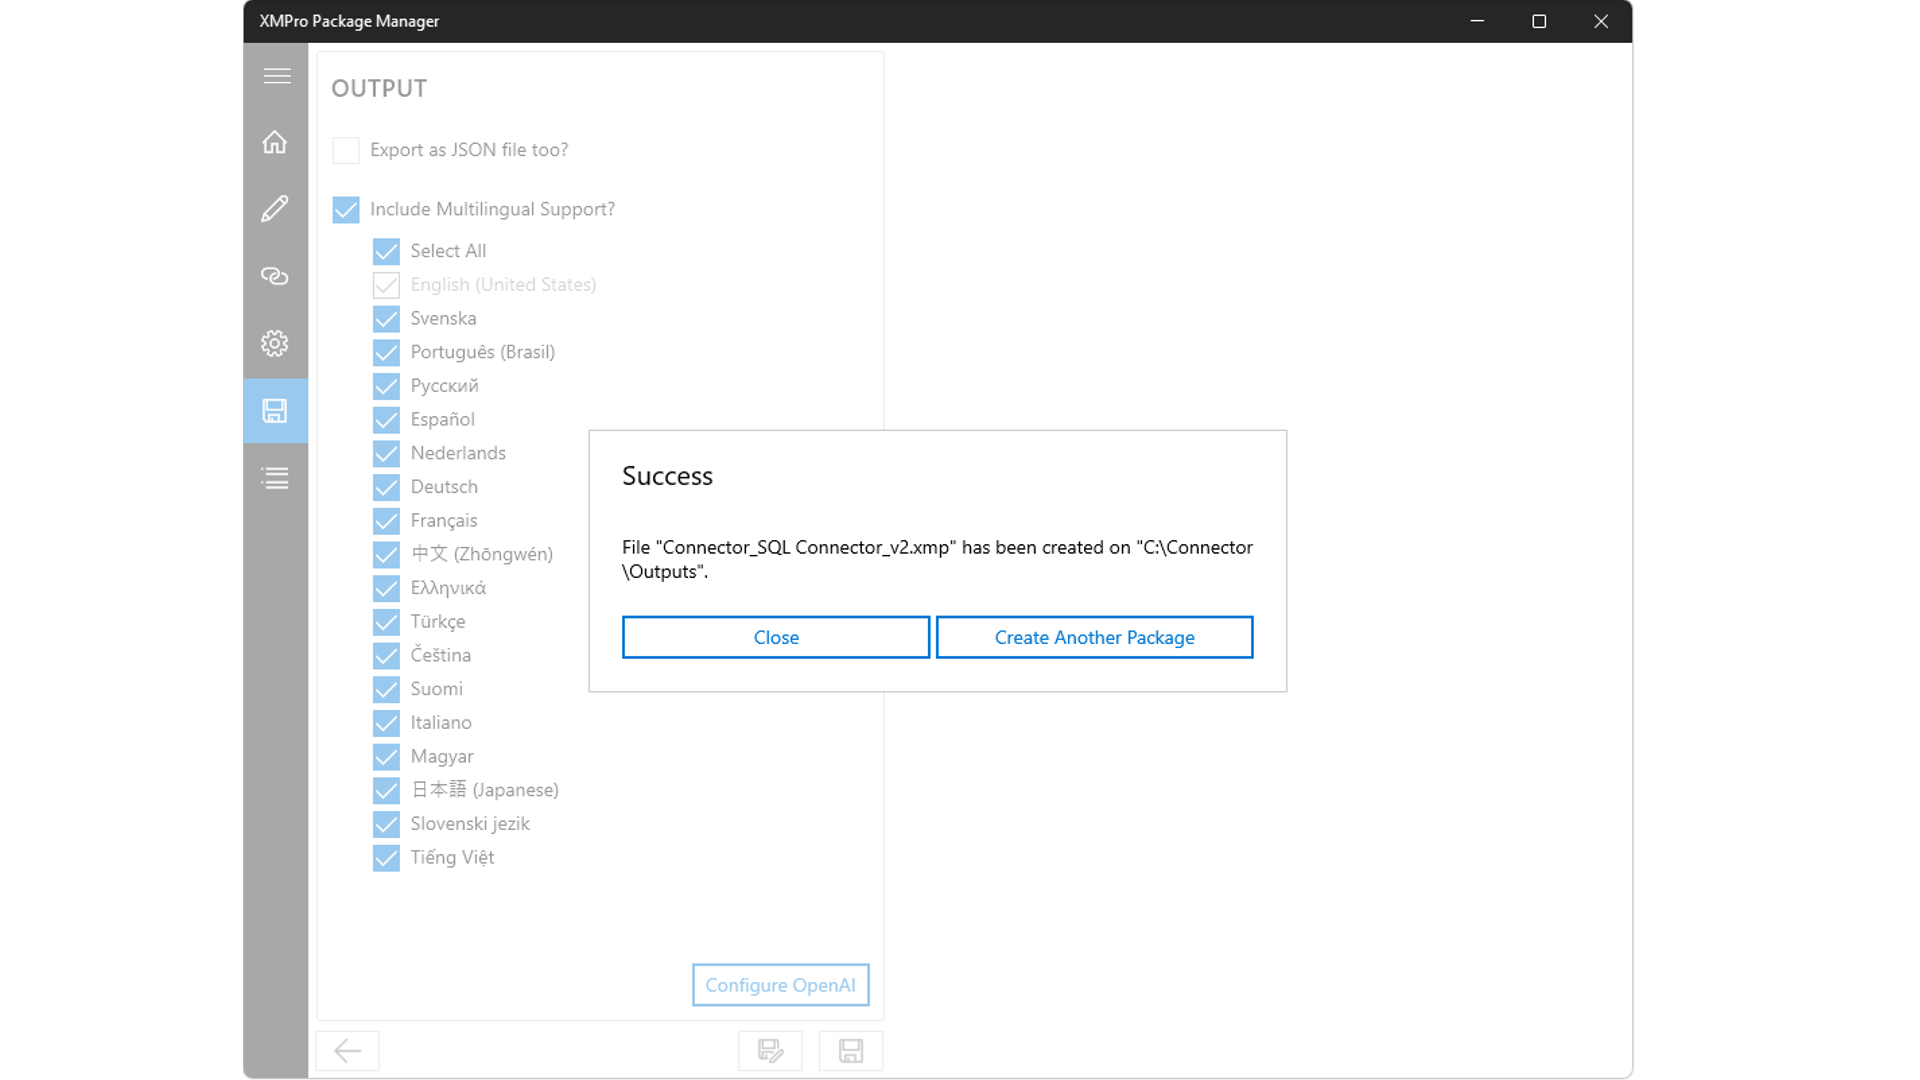 XMPro Package Manager
OUTPUT
Export as JSON file too?
Include Multilingual Support?
Select All
English (United States)
Svenska
Português (Brasil)
Русский
Español
Nederlands
Deutsch
Français
中文 (Zhōngwén)
Ελληνικά
Türkçe
Čeština
Suomi
Italiano
Magyar
日本語 (Japanese)
Slovenski jezik
Tiếng Việt
Configure OpenAI
Success
File "Connector_SQL Connector_v2.xmp" has been created on "C:\Connector
\Outputs".
Close
Create Another Package